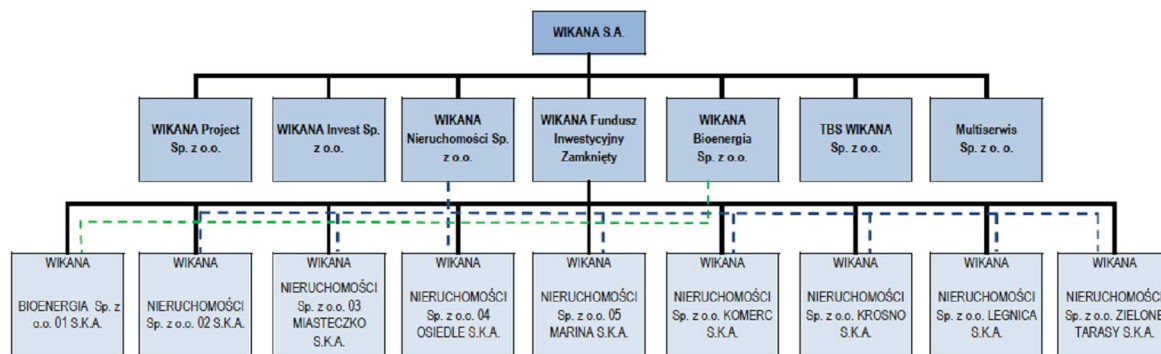 WIKANA S.A.
WIKANA Project
Sp. z o.o.
WIKANA Invest Sp.
z o.o.
WIKANA
Nieruchomości Sp.
z o.o.
WIKANA Fundusz
Inwestycyjny
Zamknięty
WIKANA
Bioenergia
Sp. z o.o.
TBS WIKANA
Sp. z o.o.
Multiserwis
Sp. z o. o.
WIKANA
BIOENERGIA Sp. z
o.o. 01 S.K.A.
WIKANA
NIERUCHOMOŚCI
Sp. z o.o. 02 S.K.A.
WIKANA
NIERUCHOMOŚCI
Sp. z o.o. 03
MIASTECZKO
S.K.A.
WIKANA
NIERUCHOMOŚCI
Sp. z o.o. 04
OSIEDLE S.K.A.
WIKANA
NIERUCHOMOŚCI
Sp. z o.o. 05
MARINA S.K.A.
WIKANA
NIERUCHOMOŚCI
Sp. z o.o. KOMERC
S.K.A.
WIKANA
NIERUCHOMOŚCI
Sp. z o.o. KROSNO
S.K.A.
WIKANA
NIERUCHOMOŚCI
Sp. z o.o. LEGNICA
S.K.A.
WIKANA
NIERUCHOMOŚCI
Sp. z o.o. ZIELONE
TARASY S.K.A.